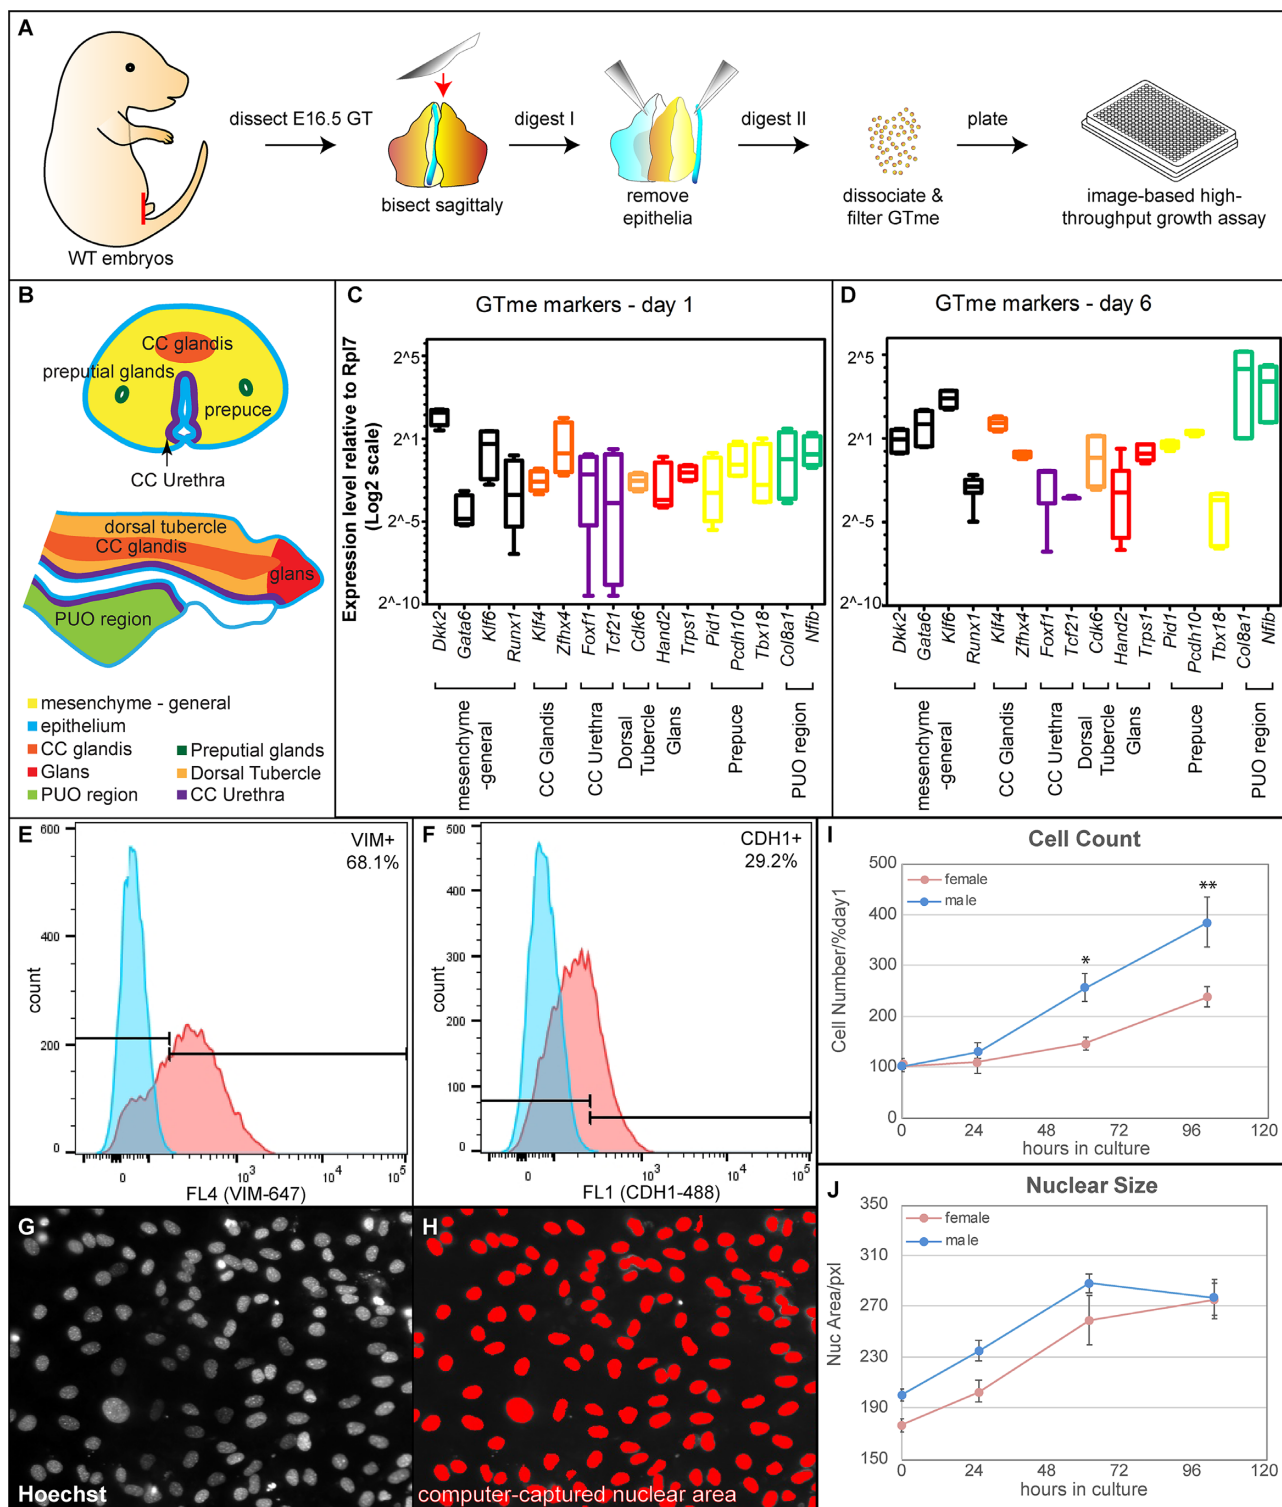 A
dissect E16.5 GT
digest I
digest II
plate
WT embryos
bisect sagittaly
remove
epithelia
dissociate &
filter GTme
image-based high-
throughput growth assay
B
CC glandis
preputial glands
prepuce
CC Urethra
dorsal tubercle
CC glandis
glans
PUO region
mesenchyme - general
epithelium
CC glandis
Glans
PUO region
Preputial glands
Dorsal Tubercle
CC Urethra
C
GTme markers - day 1
Expression level relative to Rpl7
(Log2 scale)
2^5
2^1
2^-5
2^-10
Dkk2
Gata6
Klf6
Runx1
Klf4
Zfhx4
Foxf1
Tcf21
Cdk6
Hand2
Trps1
Pid1
Pcdh10
Tbx18
Col8a1
Nfib
mesenchyme
-general
CC Glandis
CC Urethra
Dorsal
Tubercle
Glans
Prepuce
PUO region
D
GTme markers - day 6
2^5
2^1
2^-5
2^-10
Dkk2
Gata6
Klf6
Runx1
Klf4
Zfhx4
Foxf1
Tcf21
Cdk6
Hand2
Trps1
Pid1
Pcdh10
Tbx18
Col8a1
Nfib
mesenchyme
-general
CC Glandis
CC Urethra
Dorsal
Tubercle
Glans
Prepuce
PUO region
E
VIM+
68.1%
count
600
400
200
0
0
10^3
10^4
10^5
FL4 (VIM-647)
F
CDH1+
29.2%
count
500
400
300
200
100
0
0
10^3
10^4
10^5
FL1 (CDH1-488)
G
Hoechst
H
computer-captured nuclear area
I
Cell Count
female
male
Cell Number/%day1
500
400
300
200
100
0
*
**
0
24
48
72
96
120
hours in culture
J
Nuclear Size
female
male
Nuc Area/pxl
350
310
270
230
190
150
0
24
48
72
96
120
hours in culture